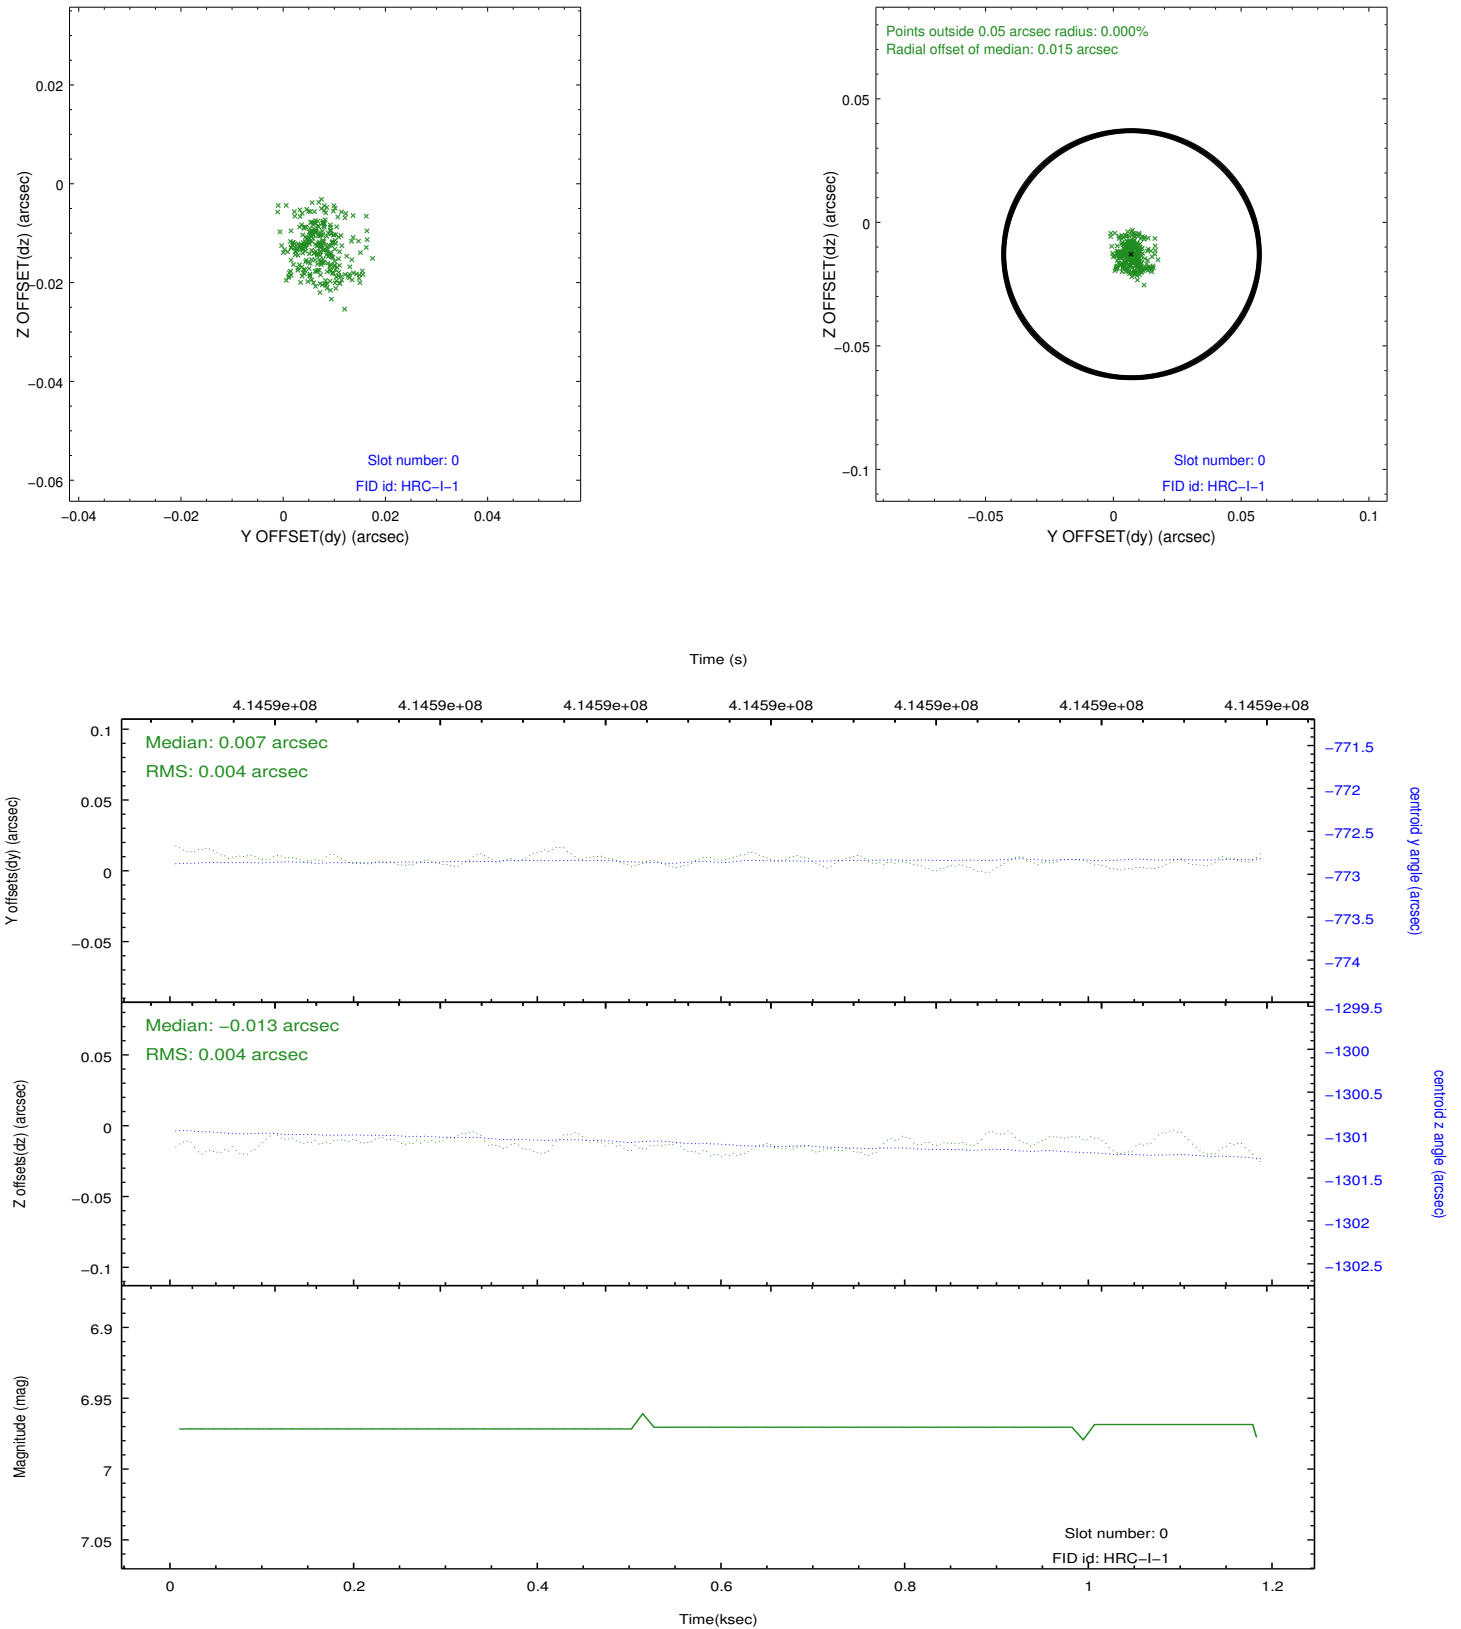 0.02
0
−0.02
−0.04
−0.06
Z OFFSET(dz) (arcsec)
Slot number: 0
FID id: HRC−I−1
−0.04
−0.02
0
0.02
0.04
Y OFFSET(dy) (arcsec)
Points outside 0.05 arcsec radius: 0.000%
Radial offset of median: 0.015 arcsec
0.05
0
−0.05
−0.1
Z OFFSET(dz) (arcsec)
Slot number: 0
FID id: HRC−I−1
−0.05
0
0.05
0.1
Y OFFSET(dy) (arcsec)
Time (s)
4.1459e+08
4.1459e+08
4.1459e+08
4.1459e+08
4.1459e+08
4.1459e+08
4.1459e+08
Median: 0.007 arcsec
RMS: 0.004 arcsec
0.1
0.05
0
−0.05
Y offsets(dy) (arcsec)
−771.5
−772
−772.5
−773
−773.5
−774
centroid y angle (arcsec)
Median: −0.013 arcsec
RMS: 0.004 arcsec
0.05
0
−0.05
−0.1
Z offsets(dz) (arcsec)
−1299.5
−1300
−1300.5
−1301
−1301.5
−1302
−1302.5
centroid z angle (arcsec)
6.9
6.95
7
7.05
Magnitude (mag)
Slot number: 0
FID id: HRC−I−1
0
0.2
0.4
0.6
0.8
1
1.2
Time(ksec)